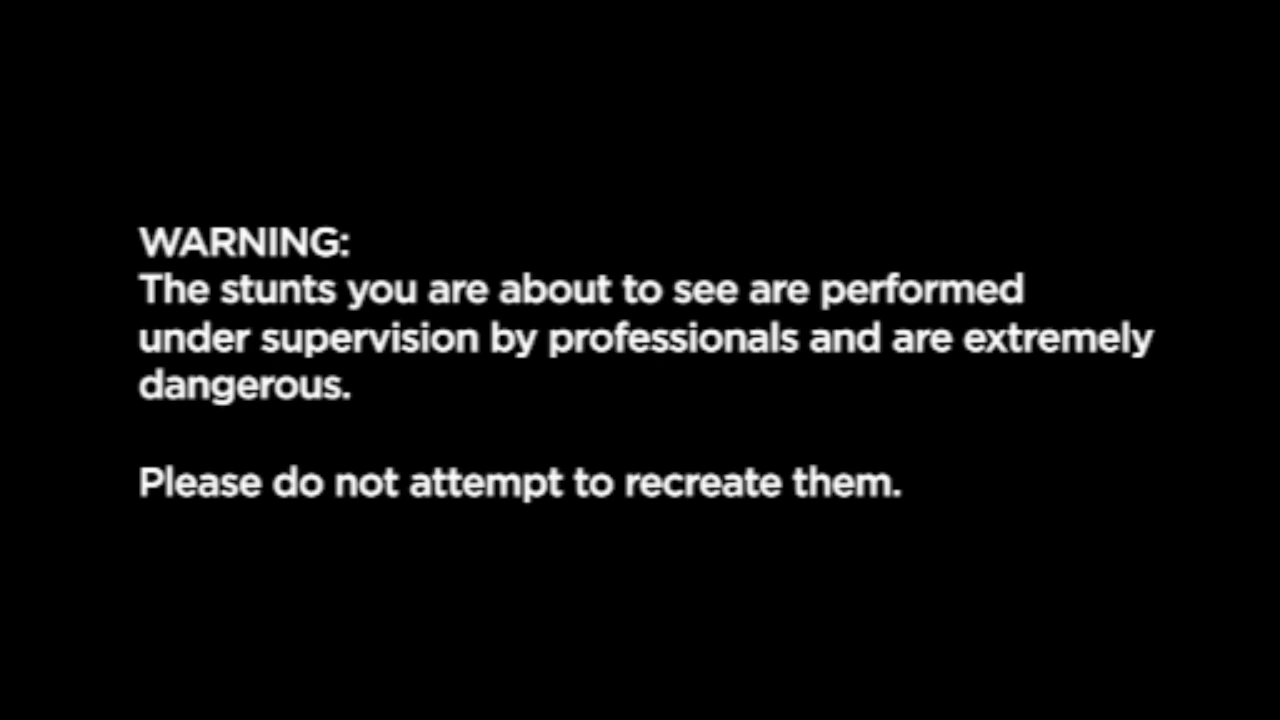 WARNING:
The stunts you are about to see are performed
under supervision by professionals and are extremely
dangerous.
Please do not attempt to recreate them.